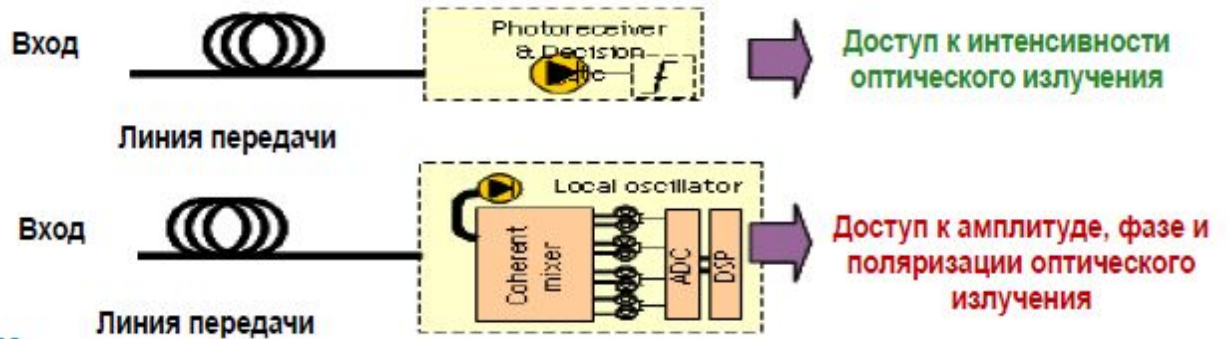 Вход
Photoreceiver
& Decision
Доступ к интенсивности
оптического излучения
Линия передачи
Local oscillator
Вход
Coherent
mixer
ADC
DSP
Доступ к амплитуде, фазе и
поляризации оптического
излучения
Линия передачи